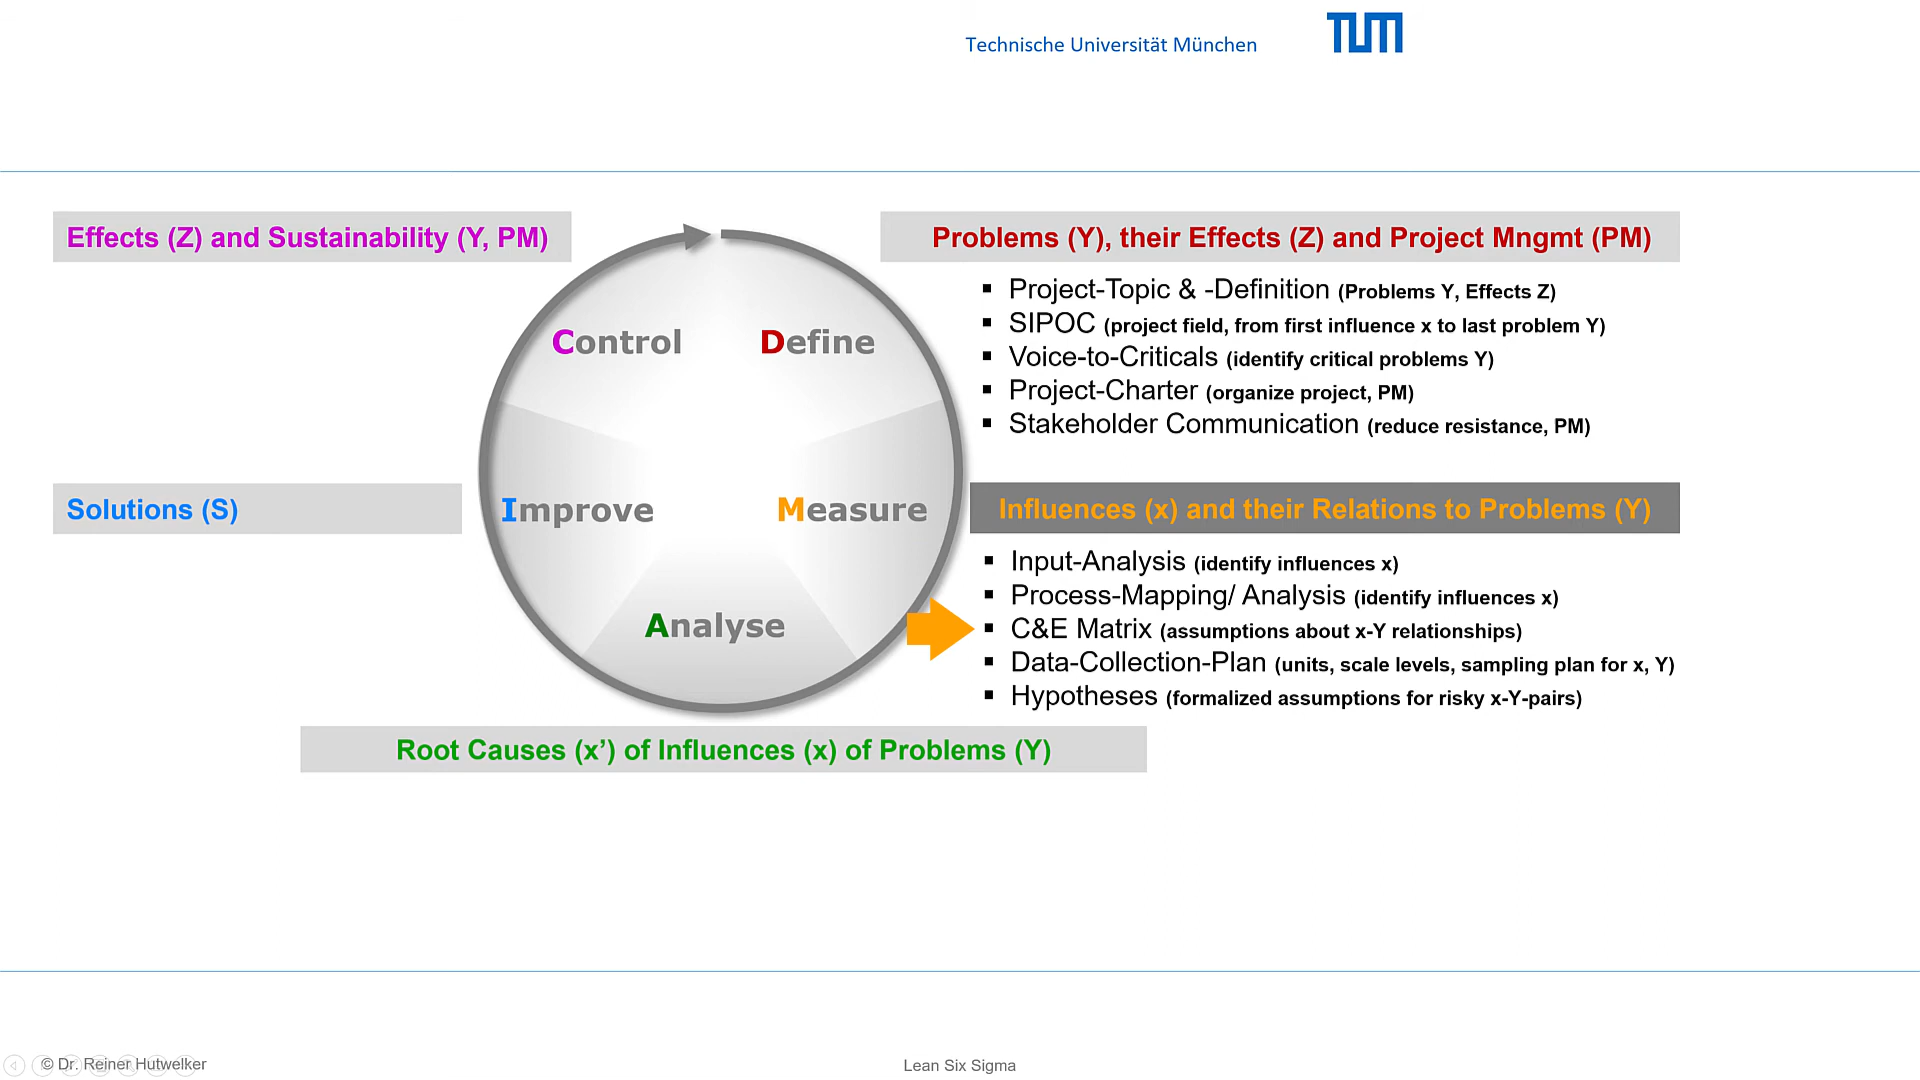 Technische Universität München
TUM
Effects (Z) and Sustainability (Y, PM)
Problems (Y), their Effects (Z) and Project Mngmt (PM)
▪ Project-Topic & -Definition (Problems Y, Effects Z)
▪ SIPOC (project field, from first influence x to last problem Y)
▪ Voice-to-Criticals (identify critical problems Y)
▪ Project-Charter (organize project, PM)
▪ Stakeholder Communication (reduce resistance, PM)
Control
Define
Solutions (S)
Improve
Measure
Influences (x) and their Relations to Problems (Y)
▪ Input-Analysis (identify influences x)
▪ Process-Mapping/ Analysis (identify influences x)
▪ C&E Matrix (assumptions about x-Y relationships)
▪ Data-Collection-Plan (units, scale levels, sampling plan for x, Y)
▪ Hypotheses (formalized assumptions for risky x-Y-pairs)
Analyse
Root Causes (x’) of Influences (x) of Problems (Y)
© Dr. Reiner Hutwelker
Lean Six Sigma